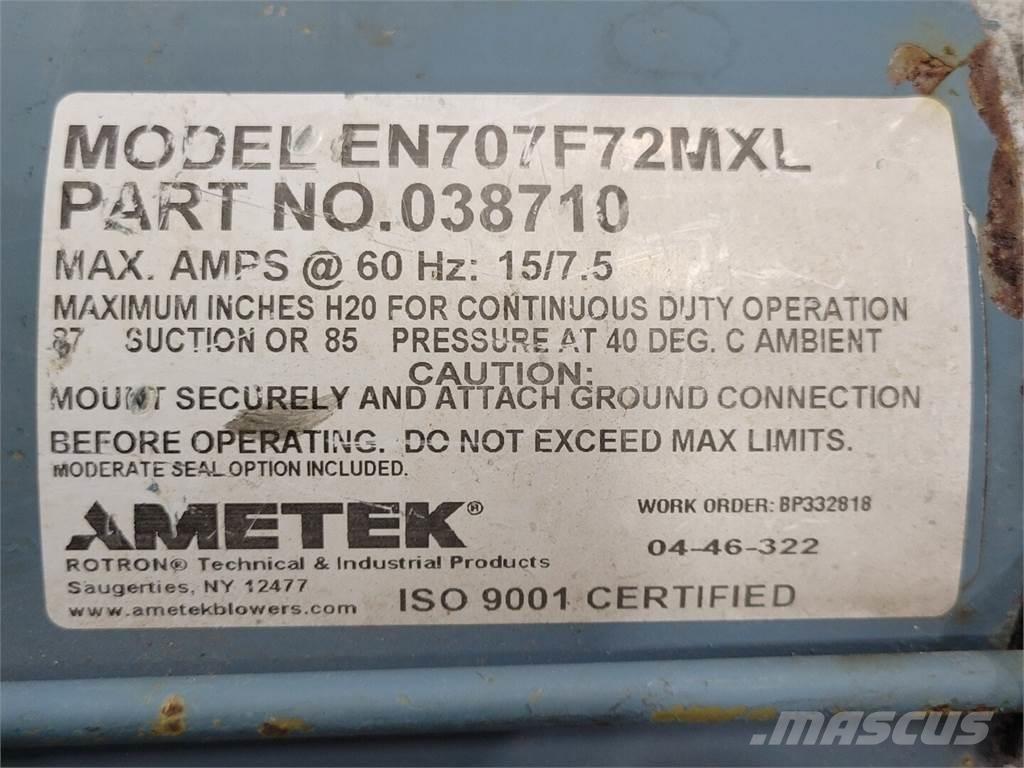 MODEL EN707F72MXL
PART NO.038710
MAX. AMPS @ 60 Hz: 15/7.5
MAXIMUM INCHES H20 FOR CONTINUOUS DUTY OPERATION
87 SUCTION OR 85 PRESSURE AT 40 DEG. C AMBIENT
CAUTION:
MOUNT SECURELY AND ATTACH GROUND CONNECTION
BEFORE OPERATING. DO NOT EXCEED MAX LIMITS.
MODERATE SEAL OPTION INCLUDED.
AMETEK®
ROTRON® Technical & Industrial Products
Saugerties, NY 12477
www.ametekblowers.com
WORK ORDER: BP332818
04-46-322
ISO 9001 CERTIFIED
MASCUS